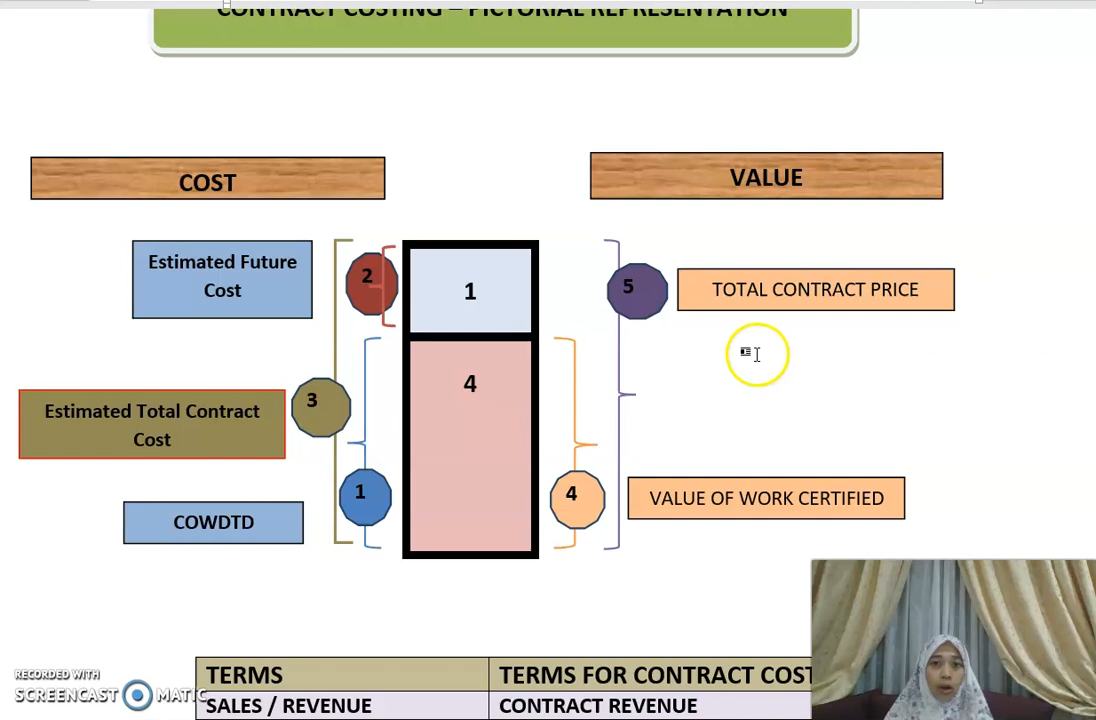 CONTRACT COSTING – PICTORIAL REPRESENTATION
COST
VALUE
Estimated Future
Cost
2
1
5
TOTAL CONTRACT PRICE
Estimated Total Contract
Cost
3
4
COWDTD
1
4
VALUE OF WORK CERTIFIED
TERMS
TERMS FOR CONTRACT COST
SALES / REVENUE
CONTRACT REVENUE
RECORDED WITH
SCREENCAST MATIC